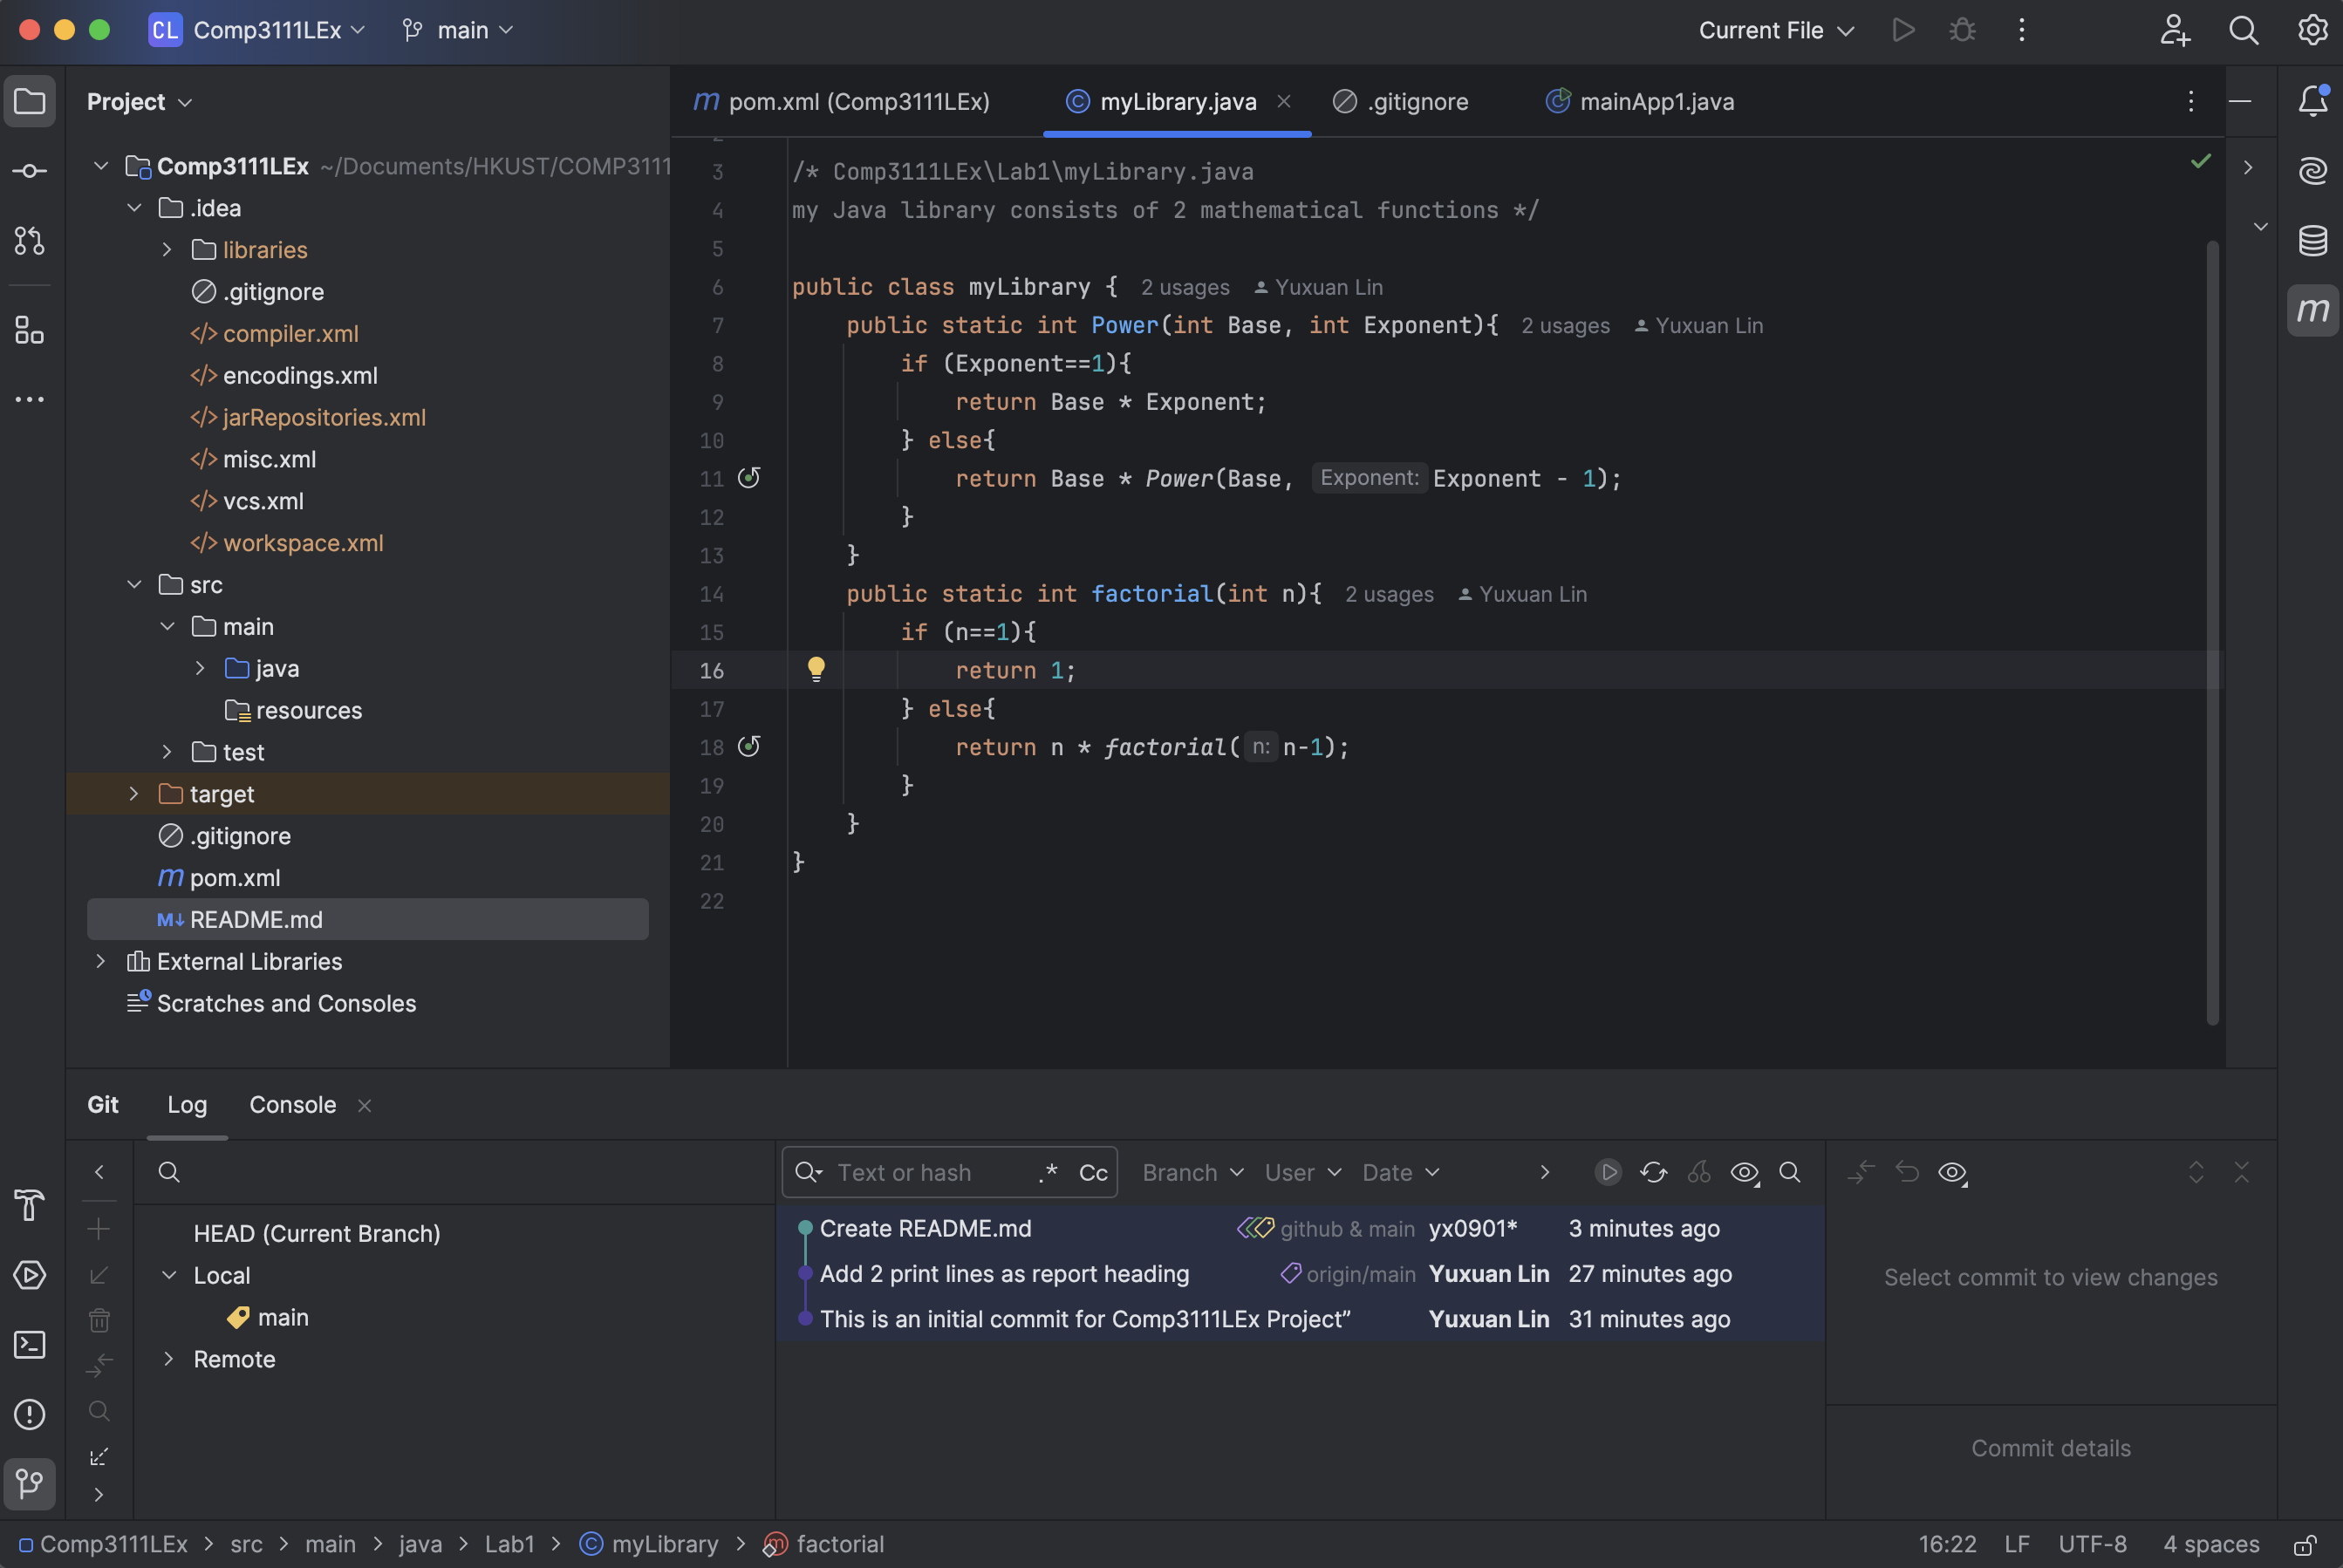 CL Comp3111LEx main Current File
Project
pom.xml (Comp3111LEx) myLibrary.java .gitignore mainApp1.java
Comp3111LEx ~/Documents/HKUST/COMP3111
.idea
libraries
.gitignore
</> compiler.xml
</> encodings.xml
</> jarRepositories.xml
</> misc.xml
</> vcs.xml
</> workspace.xml
src
main
java
resources
test
target
.gitignore
m pom.xml
M↓ README.md
External Libraries
Scratches and Consoles
3 /* Comp3111LEx\Lab1\myLibrary.java
4 my Java library consists of 2 mathematical functions */
5
6 public class myLibrary { 2 usages Yuxuan Lin
7 public static int Power(int Base, int Exponent){ 2 usages Yuxuan Lin
8 if (Exponent==1){
9 return Base * Exponent;
10 } else{
11 return Base * Power(Base, Exponent: Exponent - 1);
12 }
13 }
14 public static int factorial(int n){ 2 usages Yuxuan Lin
15 if (n==1){
16 return 1;
17 } else{
18 return n * factorial( n: n-1);
19 }
20 }
21 }
22
Git Log Console
Text or hash .* Cc Branch User Date
HEAD (Current Branch)
Local
main
Remote
Create README.md github & main yx0901* 3 minutes ago
Add 2 print lines as report heading origin/main Yuxuan Lin 27 minutes ago
This is an initial commit for Comp3111LEx Project” Yuxuan Lin 31 minutes ago
Select commit to view changes
Commit details
Comp3111LEx > src > main > java > Lab1 > myLibrary > factorial 16:22 LF UTF-8 4 spaces